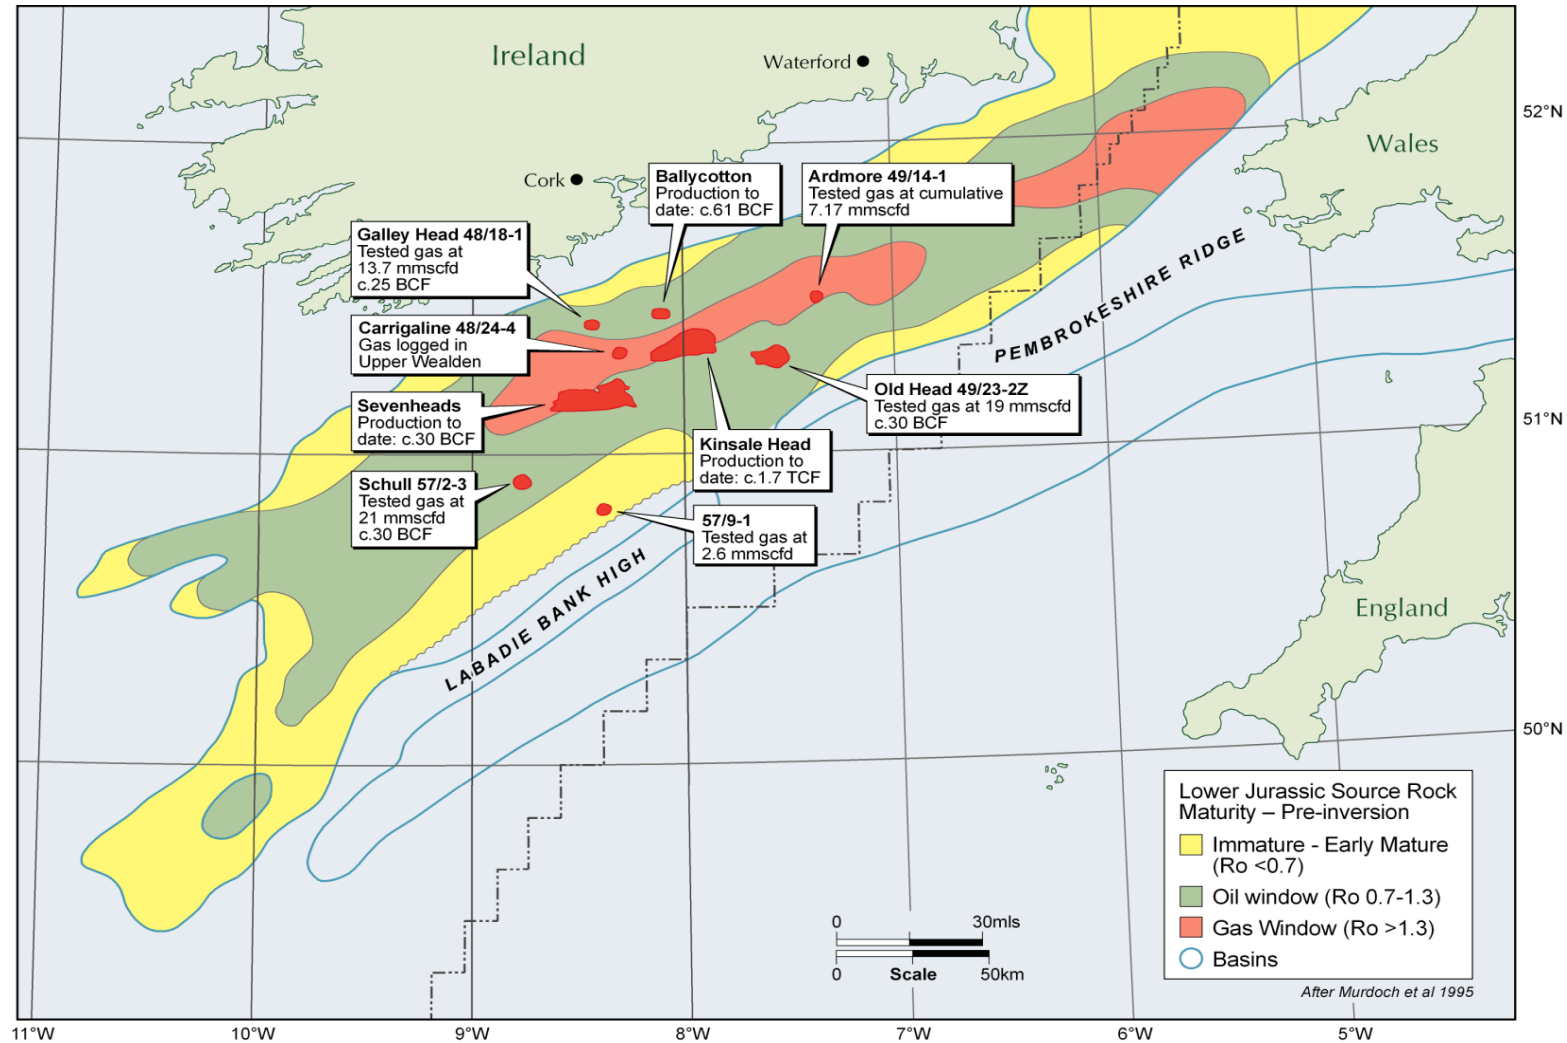 Ireland
Waterford
52°N
Wales
Cork
Ballycotton
Production to
date: c.61 BCF
Ardmore 49/14-1
Tested gas at cumulative
7.17 mmscfd
Galley Head 48/18-1
Tested gas at
13.7 mmscfd
c.25 BCF
Carrigaline 48/24-4
Gas logged in
Upper Wealden
PEMBROKESHIRE RIDGE
Old Head 49/23-2Z
Tested gas at 19 mmscfd
c.30 BCF
Sevenheads
Production to
date: c.30 BCF
51°N
Kinsale Head
Production to
date: c.1.7 TCF
Schull 57/2-3
Tested gas at
21 mmscfd
c.30 BCF
57/9-1
Tested gas at
2.6 mmscfd
LABADIE BANK HIGH
England
50°N
Lower Jurassic Source Rock
Maturity – Pre-inversion
Immature - Early Mature
(Ro <0.7)
Oil window (Ro 0.7-1.3)
Gas Window (Ro >1.3)
Basins
After Murdoch et al 1995
0 30mls
0 Scale 50km
11°W 10°W 9°W 8°W 7°W 6°W 5°W